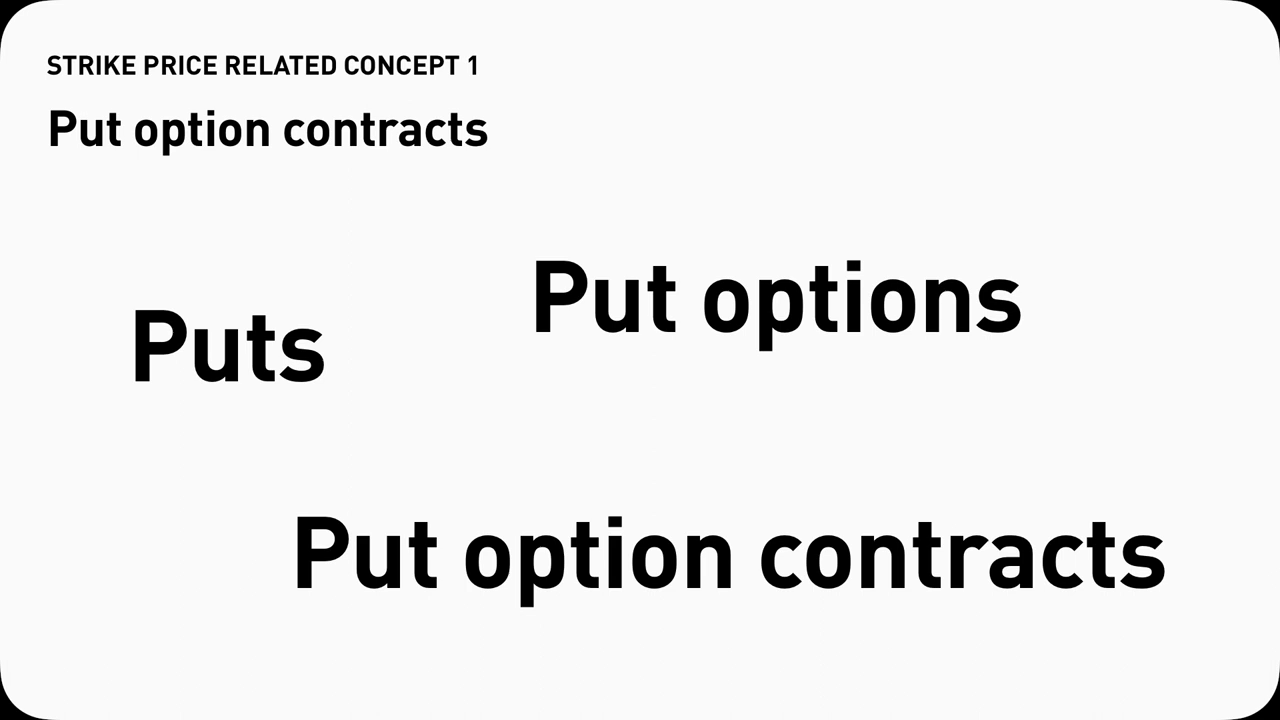 STRIKE PRICE RELATED CONCEPT 1
Put option contracts
Put options
Puts
Put option contracts